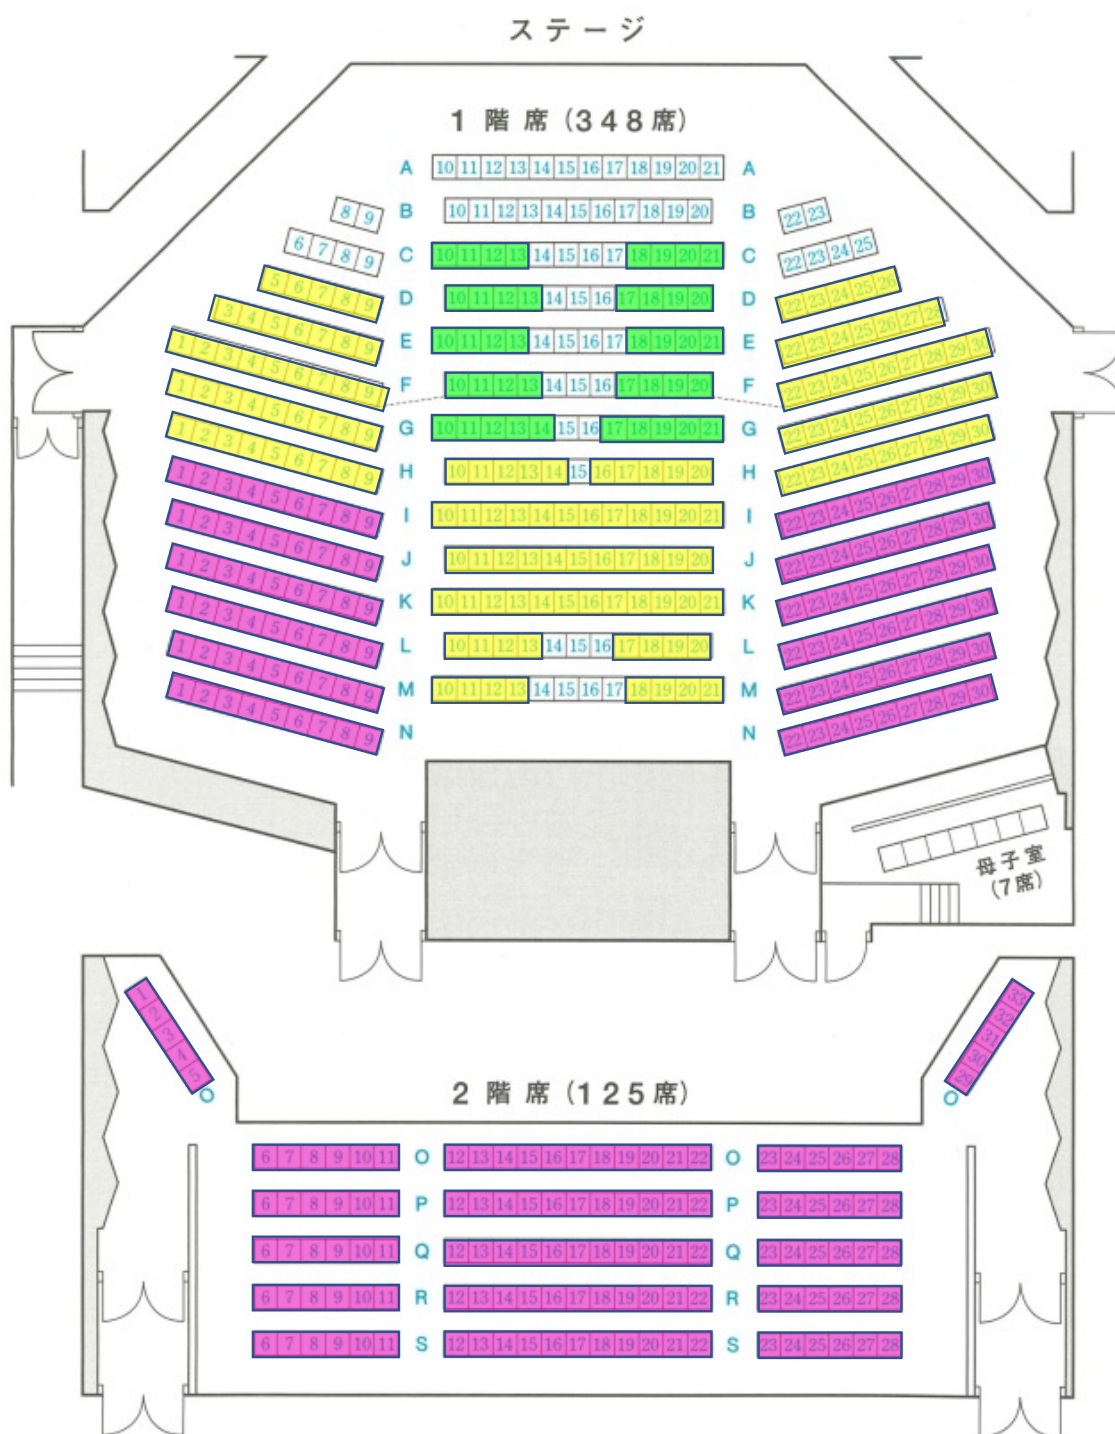 ステージ
1 階 席 (3 4 8 席)
A 10 11 12 13 14 15 16 17 18 19 20 21 A
8 9 B 10 11 12 13 14 15 16 17 18 19 20 B 22 23
6 7 8 9 C 10 11 12 13 14 15 16 17 18 19 20 21 C 22 23 24 25
5 6 7 8 9 D 10 11 12 13 14 15 16 17 18 19 20 D 22 23 24 25 26
3 4 5 6 7 8 9 E 10 11 12 13 14 15 16 17 18 19 20 21 E 22 23 24 25 26 27 28
1 2 3 4 5 6 7 8 9 F 10 11 12 13 14 15 16 17 18 19 20 F 22 23 24 25 26 27 28 29 30
1 2 3 4 5 6 7 8 9 G 10 11 12 13 14 15 16 17 18 19 20 21 G 22 23 24 25 26 27 28 29 30
1 2 3 4 5 6 7 8 9 H 10 11 12 13 14 15 16 17 18 19 20 H 22 23 24 25 26 27 28 29 30
1 2 3 4 5 6 7 8 9 I 10 11 12 13 14 15 16 17 18 19 20 21 I 22 23 24 25 26 27 28 29 30
1 2 3 4 5 6 7 8 9 J 10 11 12 13 14 15 16 17 18 19 20 J 22 23 24 25 26 27 28 29 30
1 2 3 4 5 6 7 8 9 K 10 11 12 13 14 15 16 17 18 19 20 21 K 22 23 24 25 26 27 28 29 30
1 2 3 4 5 6 7 8 9 L 10 11 12 13 14 15 16 17 18 19 20 L 22 23 24 25 26 27 28 29 30
1 2 3 4 5 6 7 8 9 M 10 11 12 13 14 15 16 17 18 19 20 21 M 22 23 24 25 26 27 28 29 30
1 2 3 4 5 6 7 8 9 N N 22 23 24 25 26 27 28 29 30
母子室
(7席)
1 2 3 4 5 O
33 32 31 30 29 O
2 階 席 (1 2 5 席)
6 7 8 9 10 11 O 12 13 14 15 16 17 18 19 20 21 22 O 23 24 25 26 27 28
6 7 8 9 10 11 P 12 13 14 15 16 17 18 19 20 21 22 P 23 24 25 26 27 28
6 7 8 9 10 11 Q 12 13 14 15 16 17 18 19 20 21 22 Q 23 24 25 26 27 28
6 7 8 9 10 11 R 12 13 14 15 16 17 18 19 20 21 22 R 23 24 25 26 27 28
6 7 8 9 10 11 S 12 13 14 15 16 17 18 19 20 21 22 S 23 24 25 26 27 28